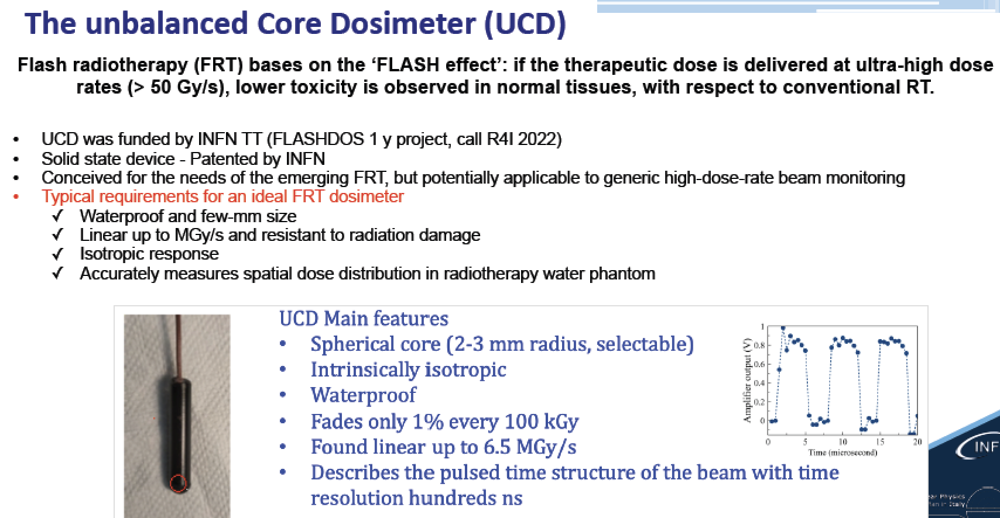 The unbalanced Core Dosimeter (UCD)
Flash radiotherapy (FRT) bases on the ‘FLASH effect’: if the therapeutic dose is delivered at ultra-high dose
rates (> 50 Gy/s), lower toxicity is observed in normal tissues, with respect to conventional RT.
• UCD was funded by INFN TT (FLASHDOS 1 y project, call R4I 2022)
• Solid state device - Patented by INFN
• Conceived for the needs of the emerging FRT, but potentially applicable to generic high-dose-rate beam monitoring
• Typical requirements for an ideal FRT dosimeter
✓ Waterproof and few-mm size
✓ Linear up to MGy/s and resistant to radiation damage
✓ Isotropic response
✓ Accurately measures spatial dose distribution in radiotherapy water phantom
UCD Main features
• Spherical core (2-3 mm radius, selectable)
• Intrinsically isotropic
• Waterproof
• Fades only 1% every 100 kGy
• Found linear up to 6.5 MGy/s
• Describes the pulsed time structure of the beam with time
resolution hundreds ns
Amplifier output (V)
1
0.8
0.6
0.4
0.2
0
0 5 10 15 20
Time (microsecond)
INF
Physics
Italy